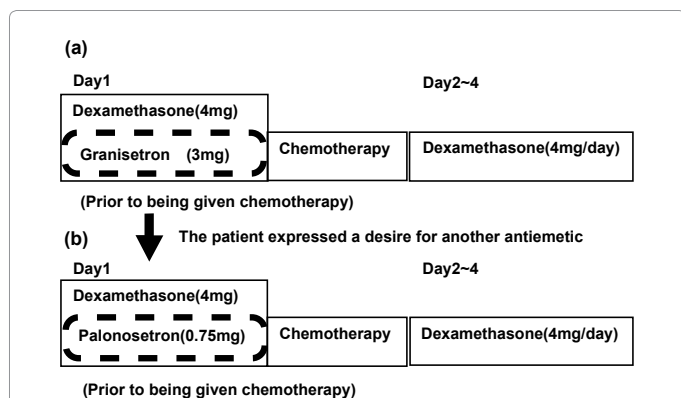 (a)
Day1 Day2~4
Dexamethasone(4mg)
Granisetron (3mg) Chemotherapy Dexamethasone(4mg/day)
(Prior to being given chemotherapy)
The patient expressed a desire for another antiemetic
(b)
Day1 Day2~4
Dexamethasone(4mg)
Palonosetron(0.75mg) Chemotherapy Dexamethasone(4mg/day)
(Prior to being given chemotherapy)